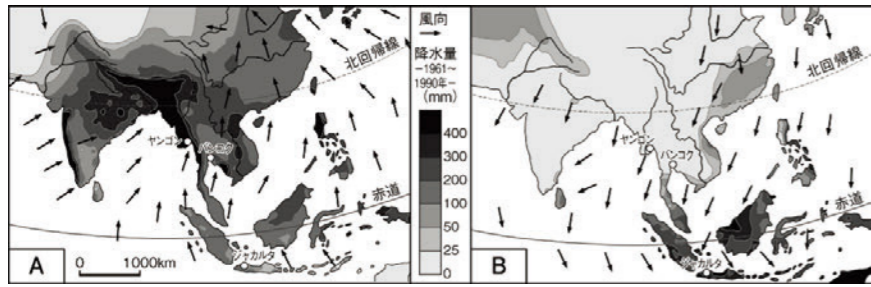 風向
降水量
−1961〜
1990年−
(mm)
400
300
200
100
50
25
0
北回帰線
ヤンゴン
バンコク
赤道
ジャカルタ
A
0 1000km
北回帰線
ヤンゴン
バンコク
赤道
ジャカルタ
B